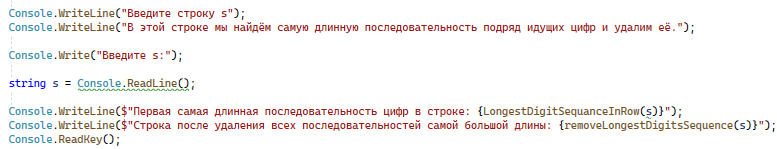 Console.WriteLine("Введите строку s");
Console.WriteLine("В этой строке мы найдём самую длинную последовательность подряд идущих цифр и удалим её.");
Console.Write("Введите s:");
string s = Console.ReadLine();
Console.WriteLine($"Первая самая длинная последовательность цифр в строке: {LongestDigitSequanceInRow(s)}");
Console.WriteLine($"Строка после удаления всех последовательностей самой большой длины: {removeLongestDigitsSequence(s)}");
Console.ReadKey();